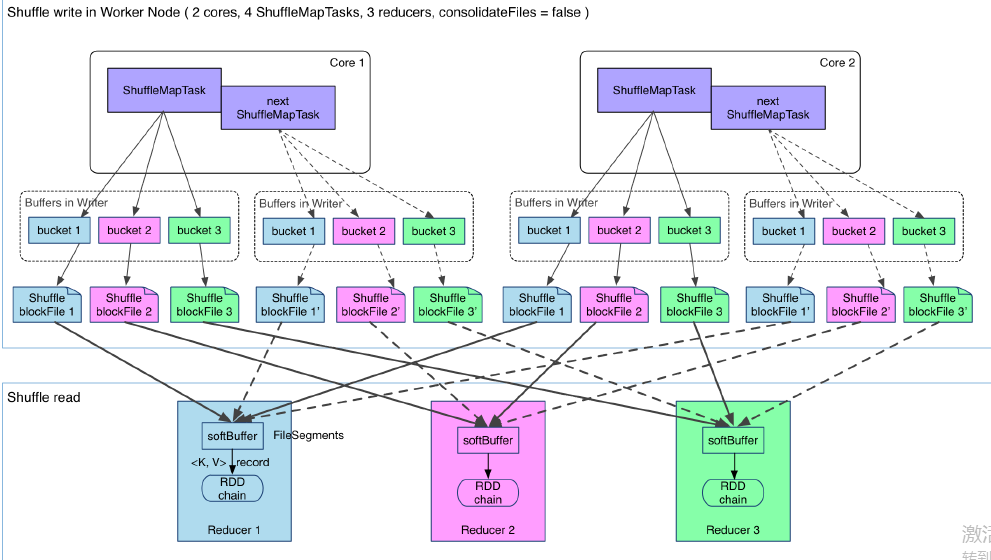 Shuffle write in Worker Node ( 2 cores, 4 ShuffleMapTasks, 3 reducers, consolidateFiles = false )
Core 1
ShuffleMapTask
next
ShuffleMapTask
Core 2
ShuffleMapTask
next
ShuffleMapTask
Buffers in Writer
bucket 1
bucket 2
bucket 3
Buffers in Writer
bucket 1
bucket 2
bucket 3
Buffers in Writer
bucket 1
bucket 2
bucket 3
Buffers in Writer
bucket 1
bucket 2
bucket 3
Shuffle
blockFile 1
Shuffle
blockFile 2
Shuffle
blockFile 3
Shuffle
blockFile 1'
Shuffle
blockFile 2'
Shuffle
blockFile 3'
Shuffle
blockFile 1
Shuffle
blockFile 2
Shuffle
blockFile 3
Shuffle
blockFile 1'
Shuffle
blockFile 2'
Shuffle
blockFile 3'
Shuffle read
softBuffer
FileSegments
<K, V> record
RDD
chain
Reducer 1
softBuffer
RDD
chain
Reducer 2
softBuffer
RDD
chain
Reducer 3
激活
转到